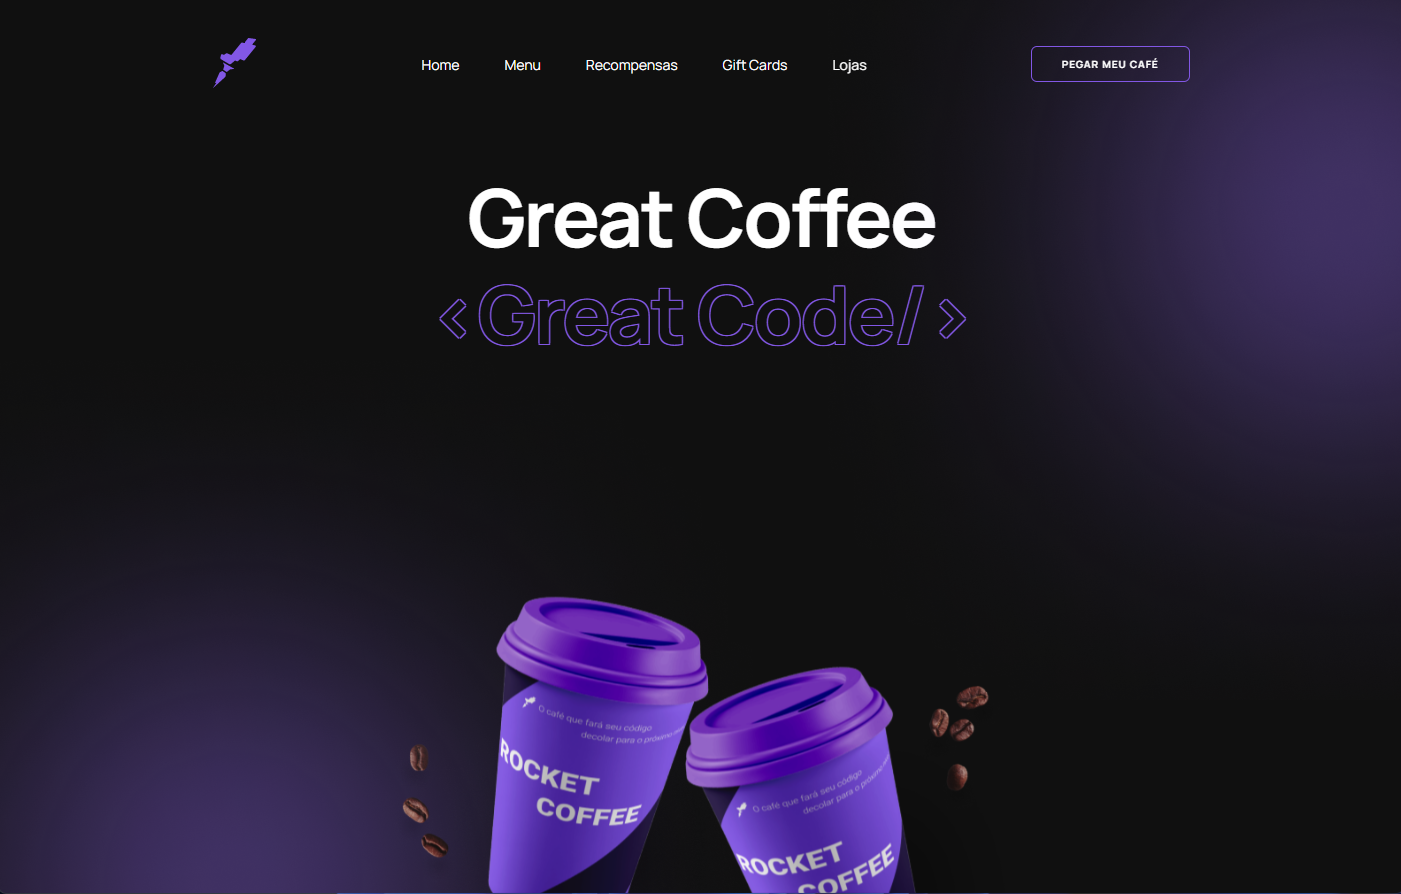 Home
Menu
Recompensas
Gift Cards
Lojas
PEGAR MEU CAFÉ
Great Coffee
<Great Code/>
O café que fará seu código
decolar para o próximo
ROCKET
COFFEE
O café que fará seu código
decolar para o próximo
ROCKET
COFFEE